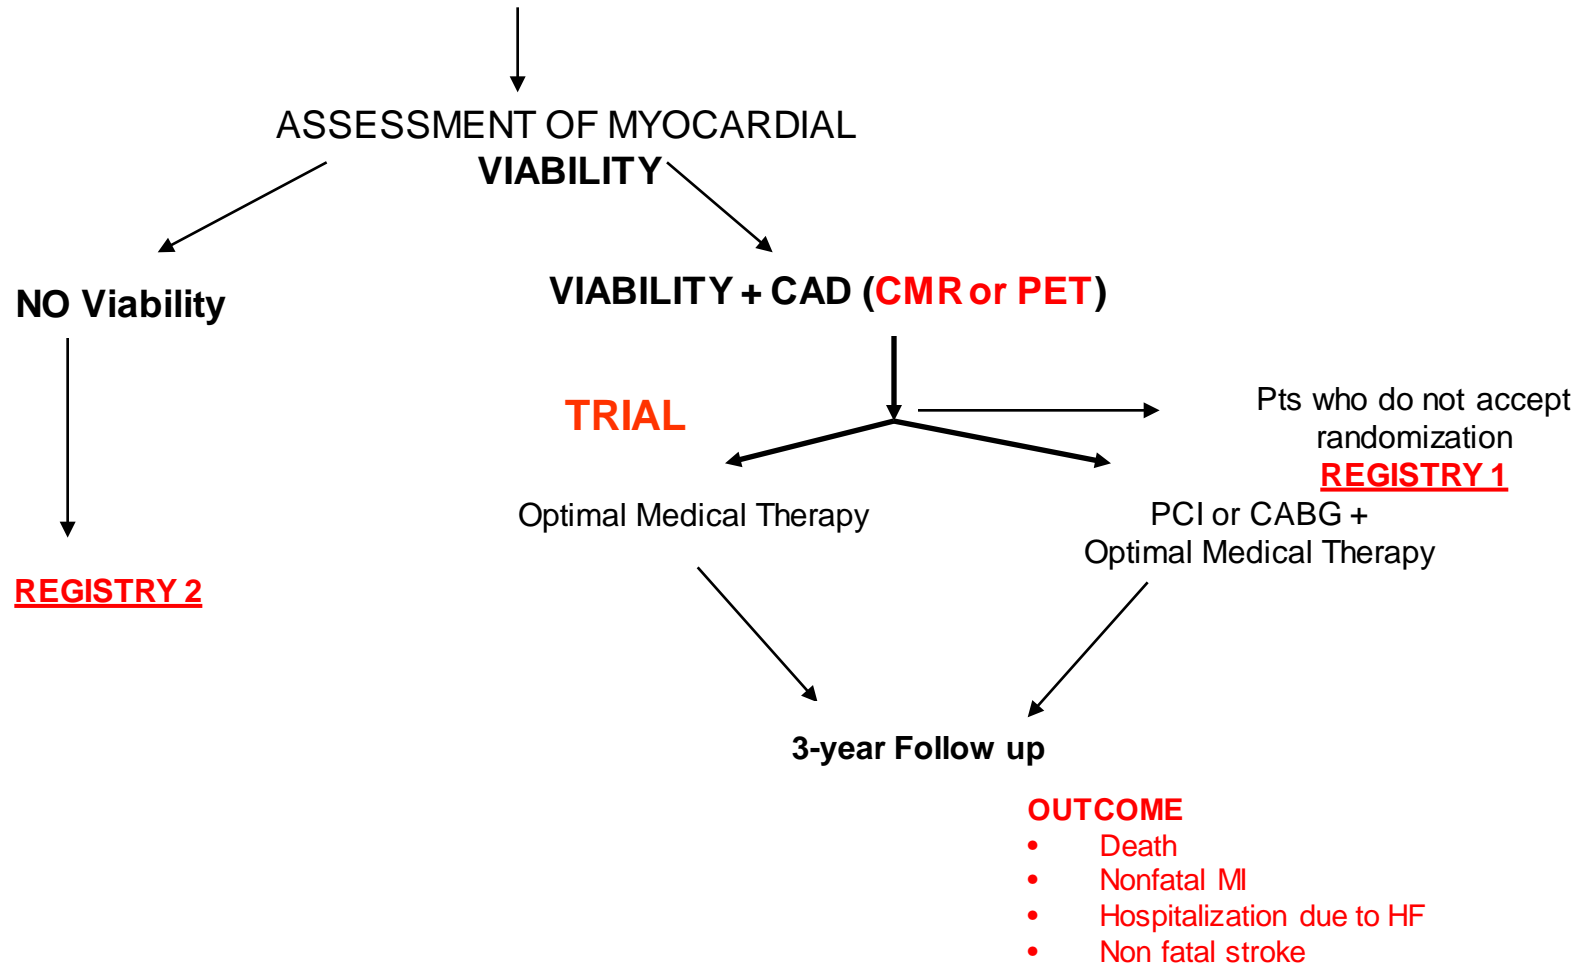 ASSESSMENT OF MYOCARDIAL
VIABILITY
NO Viability
VIABILITY + CAD (CMR or PET)
TRIAL
Pts who do not accept
randomization
REGISTRY 1
Optimal Medical Therapy
PCI or CABG +
Optimal Medical Therapy
REGISTRY 2
3-year Follow up
OUTCOME
• Death
• Nonfatal MI
• Hospitalization due to HF
• Non fatal stroke